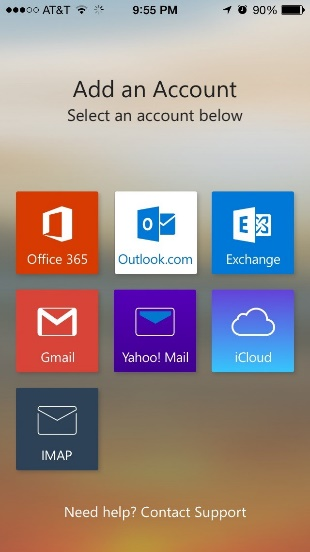 AT&T 9:55 PM 90%
Add an Account
Select an account below
Office 365
Outlook.com
Exchange
Gmail
Yahoo! Mail
iCloud
IMAP
Need help? Contact Support